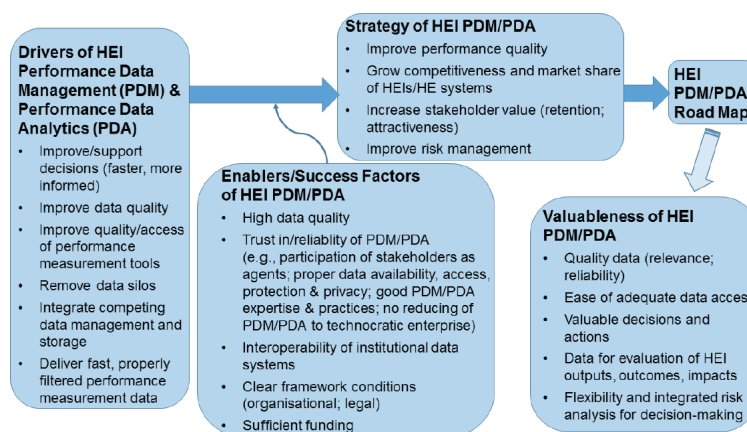 Drivers of HEI
Performance Data
Management (PDM) &
Performance Data
Analytics (PDA)
• Improve/support
decisions (faster, more
informed)
• Improve data quality
• Improve quality/access
of performance
measurement tools
• Remove data silos
• Integrate competing
data management and
storage
• Deliver fast, properly
filtered performance
measurement data
Strategy of HEI PDM/PDA
• Improve performance quality
• Grow competitiveness and market share
of HEIs/HE systems
• Increase stakeholder value (retention;
attractiveness)
• Improve risk management
HEI
PDM/PDA
Road Map
Enablers/Success Factors
of HEI PDM/PDA
• High data quality
• Trust in/reliablity of PDM/PDA
(e.g., participation of stakeholders as
agents; proper data availability, access,
protection & privacy; good PDM/PDA
expertise & practices; no reducing of
PDM/PDA to technocratic enterprise)
• Interoperability of institutional data
systems
• Clear framework conditions
(organisational; legal)
• Sufficient funding
Valuableness of HEI
PDM/PDA
• Quality data (relevance;
reliability)
• Ease of adequate data acces
• Valuable decisions and
actions
• Data for evaluation of HEI
outputs, outcomes, impacts
• Flexibility and integrated risk
analysis for decision-making